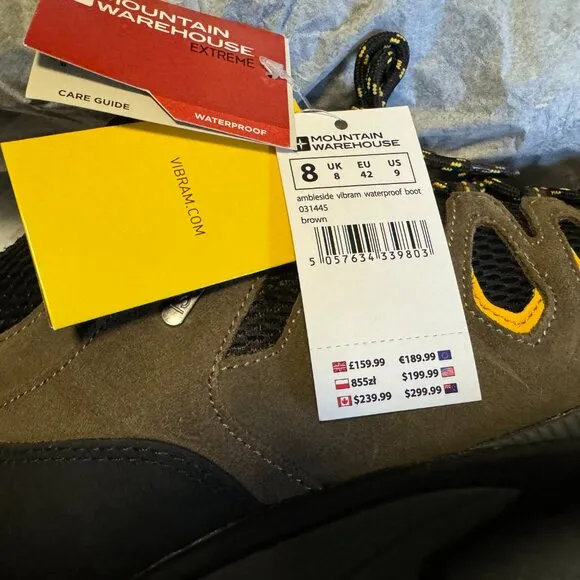 MOUNTAIN
WAREHOUSE
EXTREME
CARE GUIDE
WATERPROOF
VIBRAM.COM
MOUNTAIN
WAREHOUSE
8 UK 8 EU 42 US 9
ambleside vibram waterproof boot
031445
brown
5 057634 339803
£159.99 €189.99
855zł $199.99
$239.99 $299.99